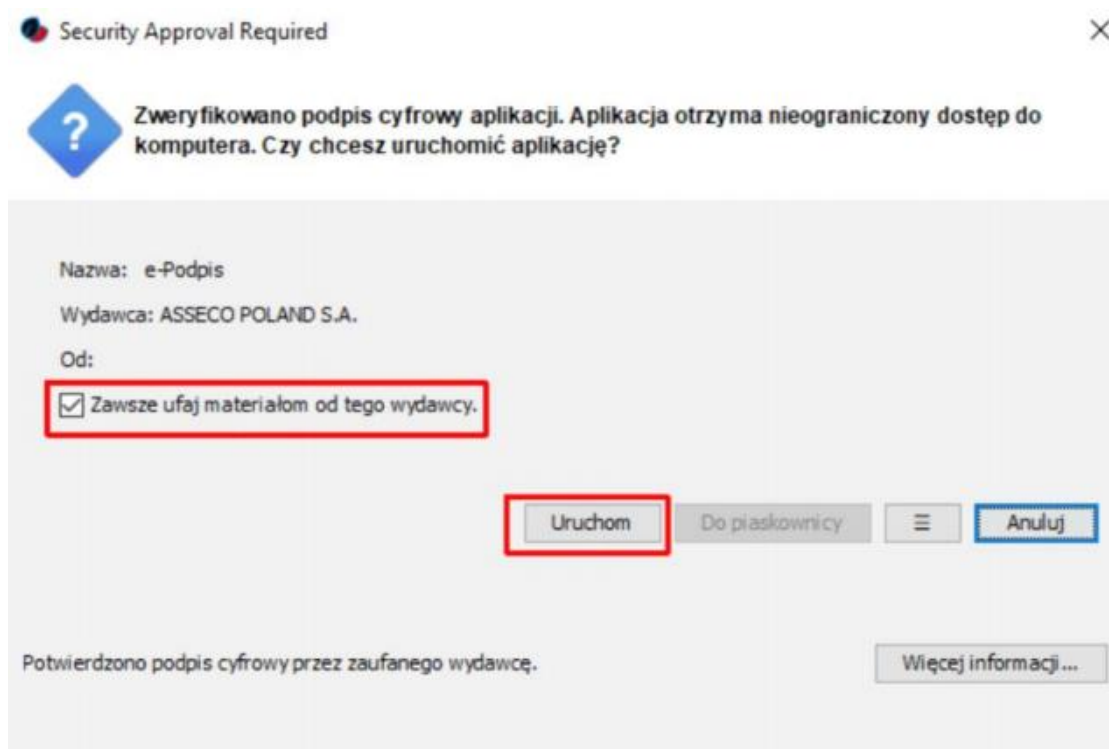 Security Approval Required
?
Zweryfikowano podpis cyfrowy aplikacji. Aplikacja otrzyma nieograniczony dostęp do
komputera. Czy chcesz uruchomić aplikację?
Nazwa: e-Podpis
Wydawca: ASSECO POLAND S.A.
Od:
Zawsze ufaj materiałom od tego wydawcy.
Uruchom Do piaskownicy ☰ Anuluj
Potwierdzono podpis cyfrowy przez zaufanego wydawcę. Więcej informacji...